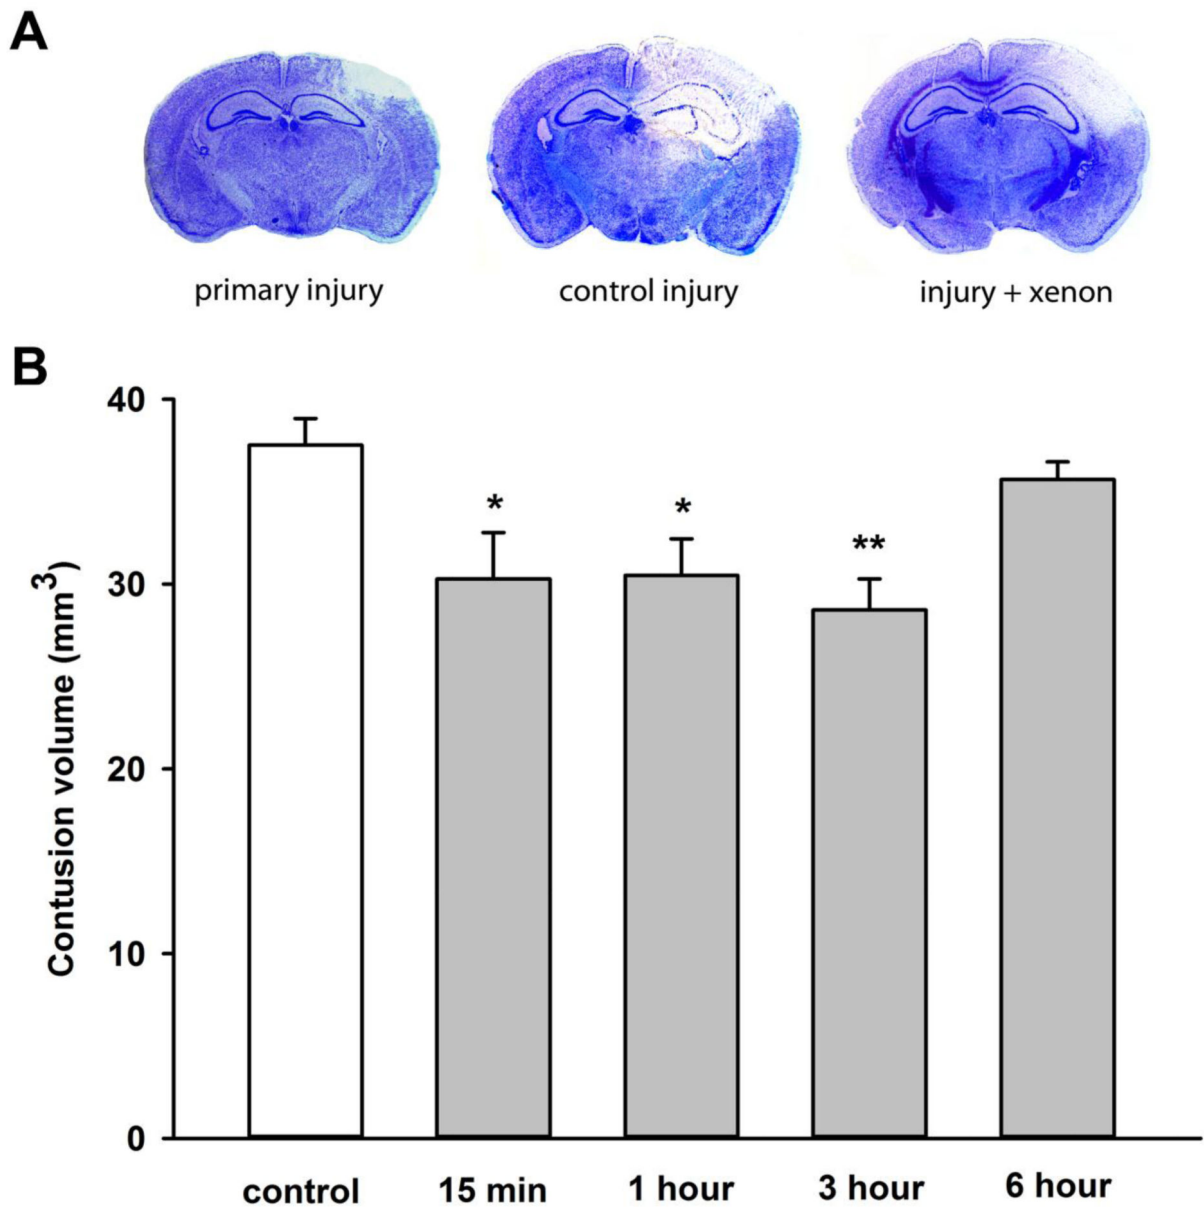 A
primary injury
control injury
injury + xenon
B
Contusion volume (mm³)
40
30
20
10
0
*
*
**
control
15 min
1 hour
3 hour
6 hour